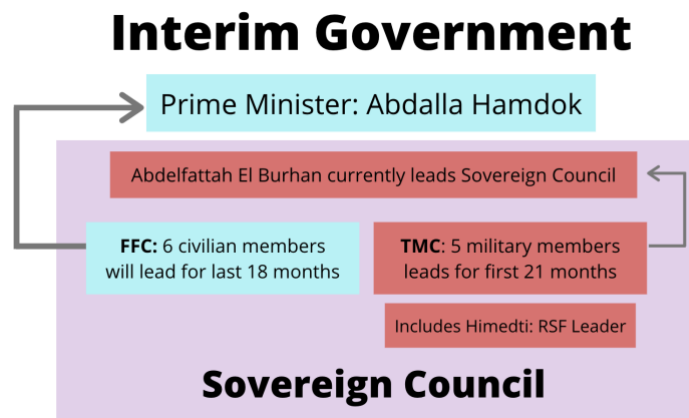 Interim Government
Prime Minister: Abdalla Hamdok
Abdelfattah El Burhan currently leads Sovereign Council
FFC: 6 civilian members
will lead for last 18 months
TMC: 5 military members
leads for first 21 months
Includes Himedti: RSF Leader
Sovereign Council